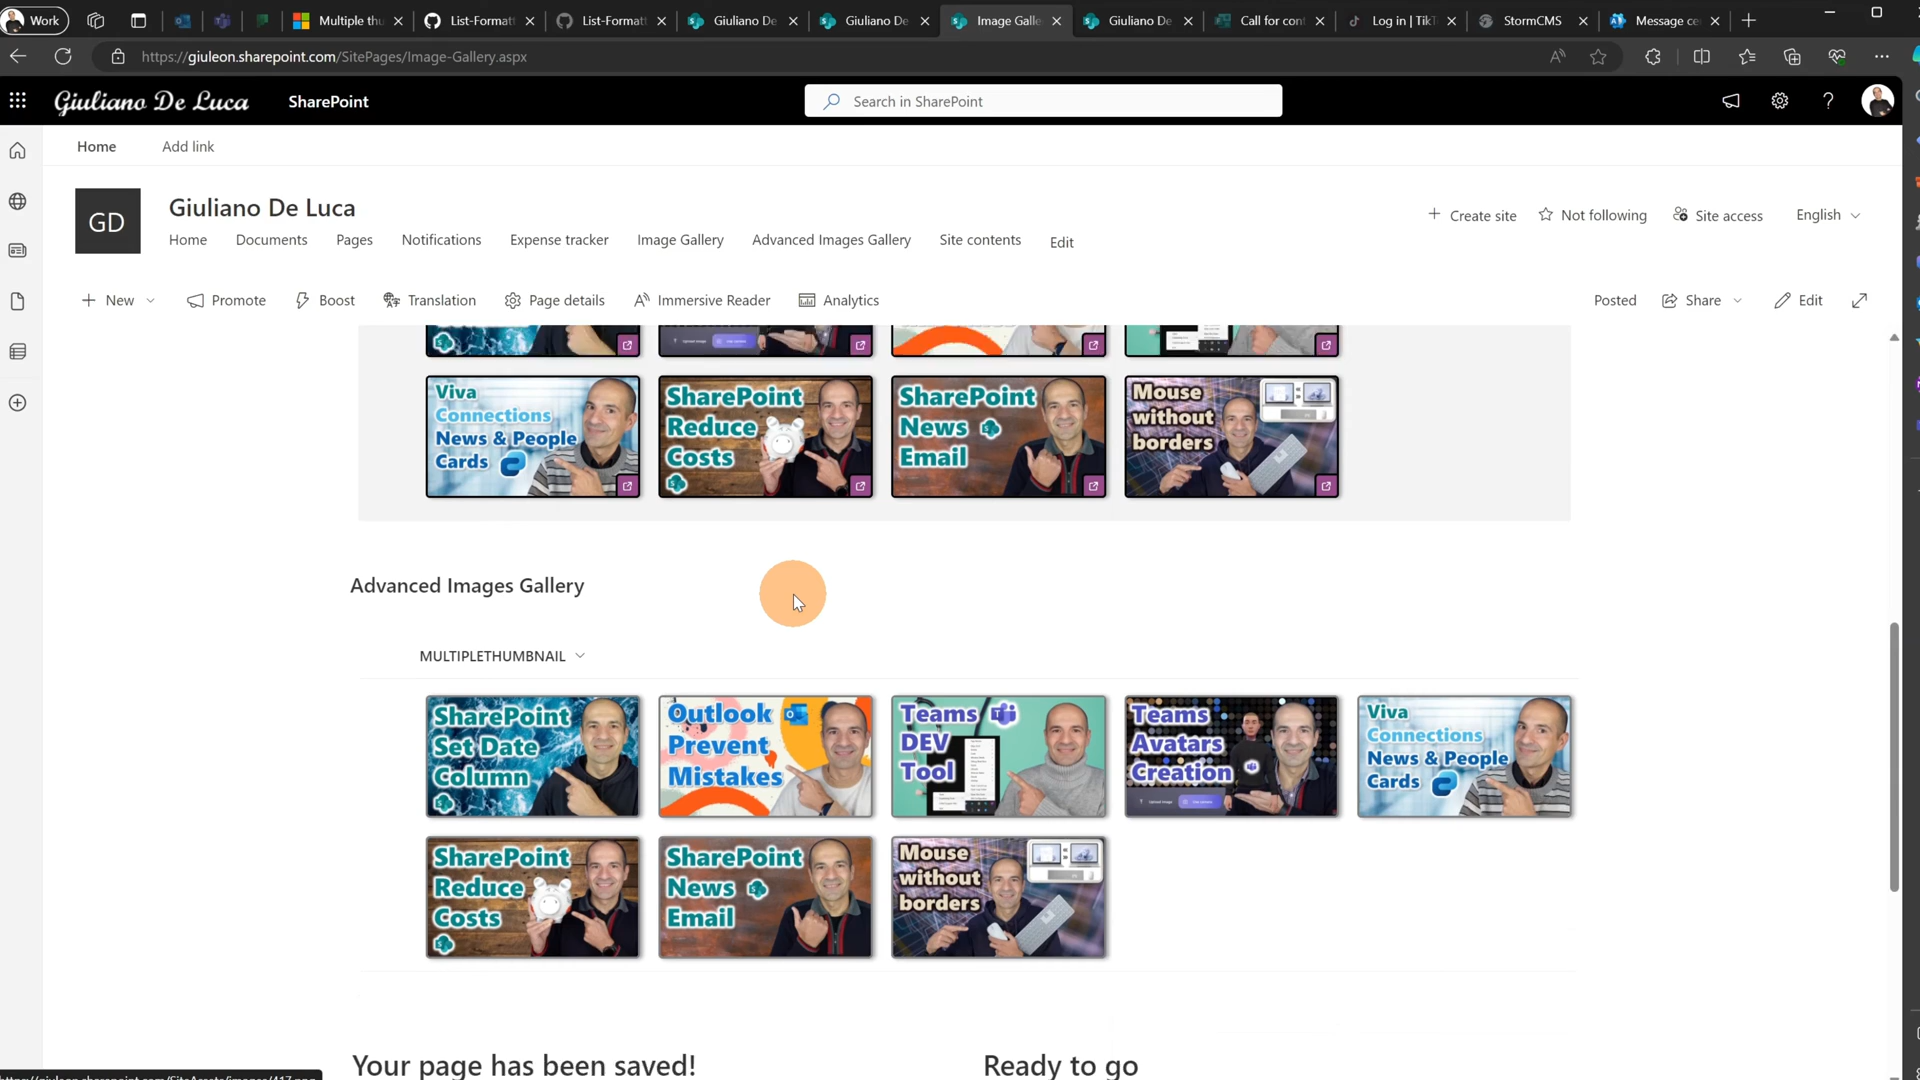 Work
Multiple thu
List-Formatt
List-Formatt
Giuliano De
Giuliano De
Image Galle
Giuliano De
Call for cont
Log in | TikT
StormCMS
Message ce
https://giuleon.sharepoint.com/SitePages/Image-Gallery.aspx
Giuliano De Luca
SharePoint
Search in SharePoint
Home
Add link
GD
Giuliano De Luca
Home
Documents
Pages
Notifications
Expense tracker
Image Gallery
Advanced Images Gallery
Site contents
Edit
Create site
Not following
Site access
English
New
Promote
Boost
Translation
Page details
Immersive Reader
Analytics
Posted
Share
Edit
Viva
Connections
News & People
Cards
SharePoint
Reduce
Costs
SharePoint
News
Email
Mouse
without
borders
Advanced Images Gallery
MULTIPLETHUMBNAIL
SharePoint
Set Date
Column
Outlook
Prevent
Mistakes
Teams
DEV
Tool
Teams
Avatars
Creation
Viva
Connections
News & People
Cards
SharePoint
Reduce
Costs
SharePoint
News
Email
Mouse
without
borders
Your page has been saved!
Ready to go